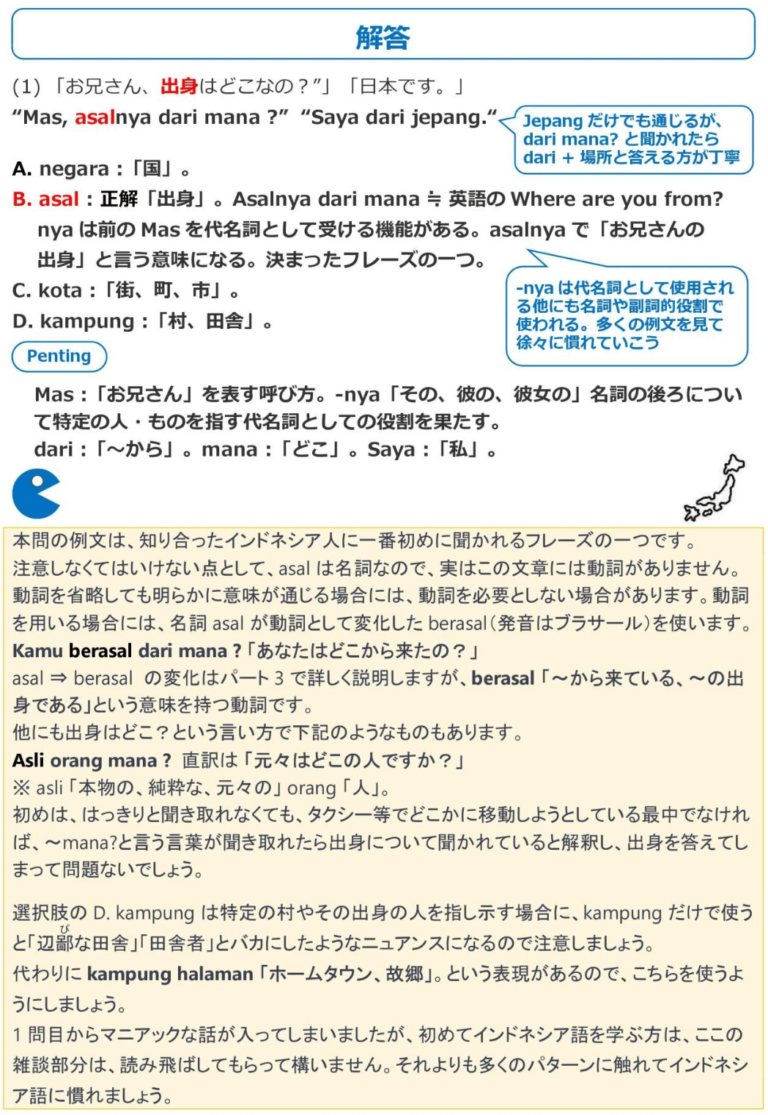 解答
(1) 「お兄さん、出身はどこなの？”」「日本です。」
“Mas, asalnya dari mana ?” “Saya dari jepang.“
Jepang だけでも通じるが、
dari mana? と聞かれたら
dari + 場所と答える方が丁寧
A. negara :「国」。
B. asal : 正解「出身」。Asalnya dari mana ≒ 英語の Where are you from?
nya は前の Mas を代名詞として受ける機能がある。asalnya で「お兄さんの
出身」と言う意味になる。決まったフレーズの一つ。
C. kota :「街、町、市」。
D. kampung :「村、田舎」。
-nya は代名詞として使用され
る他にも名詞や副詞的役割で
使われる。多くの例文を見て
徐々に慣れていこう
Penting
Mas :「お兄さん」を表す呼び方。-nya「その、彼の、彼女の」名詞の後ろについ
て特定の人・ものを指す代名詞としての役割を果たす。
dari :「～から」。mana :「どこ」。Saya :「私」。
本問の例文は、知り合ったインドネシア人に一番初めに聞かれるフレーズの一つです。
注意しなくてはいけない点として、asal は名詞なので、実はこの文章には動詞がありません。
動詞を省略しても明らかに意味が通じる場合には、動詞を必要としない場合があります。動詞
を用いる場合には、名詞 asal が動詞として変化した berasal（発音はブラサール）を使います。
Kamu berasal dari mana ?「あなたはどこから来たの？」
asal ⇒ berasal の変化はパート 3 で詳しく説明しますが、berasal「～から来ている、～の出
身である」という意味を持つ動詞です。
他にも出身はどこ？という言い方で下記のようなものもあります。
Asli orang mana ? 直訳は「元々はどこの人ですか？」
※ asli「本物の、純粋な、元々の」orang「人」。
初めは、はっきりと聞き取れなくても、タクシー等でどこかに移動しようとしている最中でなけれ
ば、～mana?と言う言葉が聞き取れたら出身について聞かれていると解釈し、出身を答えてし
まって問題ないでしょう。
選択肢の D. kampung は特定の村やその出身の人を指し示す場合に、kampung だけで使う
び
と「辺鄙な田舎」「田舎者」とバカにしたようなニュアンスになるので注意しましょう。
代わりに kampung halaman「ホームタウン、故郷」。という表現があるので、こちらを使うよ
うにしましょう。
1 問目からマニアックな話が入ってしまいましたが、初めてインドネシア語を学ぶ方は、ここの
雑談部分は、読み飛ばしてもらって構いません。それよりも多くのパターンに触れてインドネシ
ア語に慣れましょう。